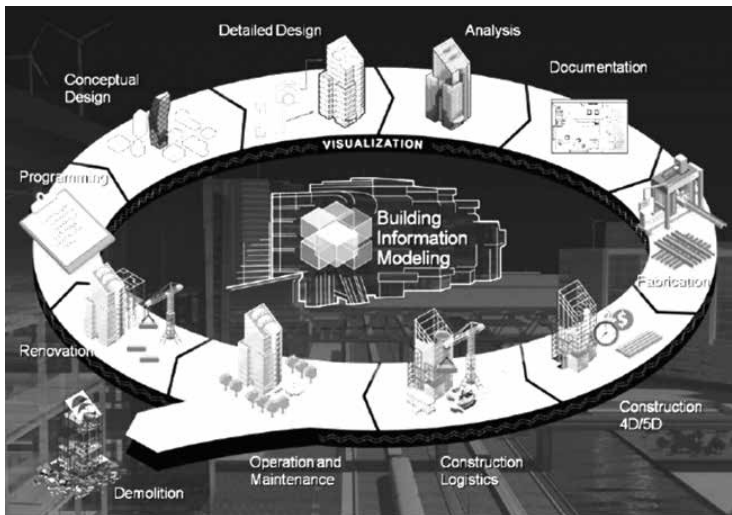 Detailed Design
Analysis
Conceptual
Design
Documentation
VISUALIZATION
Programming
Building
Information
Modeling
Fabrication
Renovation
Construction
4D/5D
Operation and
Maintenance
Construction
Logistics
Demolition